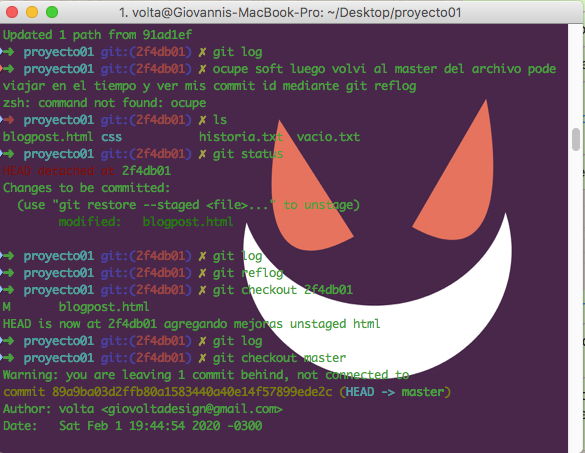 1. volta@Giovannis-MacBook-Pro: ~/Desktop/proyecto01
Updated 1 path from 91ad1ef
➜ proyecto01 git:(2f4db01) ✗ git log
➜ proyecto01 git:(2f4db01) ✗ ocupe soft luego volvi al master del archivo pode
viajar en el tiempo y ver mis commit id mediante git reflog
zsh: command not found: ocupe
➜ proyecto01 git:(2f4db01) ✗ ls
blogpost.html css historia.txt vacio.txt
➜ proyecto01 git:(2f4db01) ✗ git status
HEAD detached at 2f4db01
Changes to be committed:
(use "git restore --staged <file>..." to unstage)
modified: blogpost.html
➜ proyecto01 git:(2f4db01) ✗ git log
➜ proyecto01 git:(2f4db01) ✗ git reflog
➜ proyecto01 git:(2f4db01) ✗ git checkout 2f4db01
M blogpost.html
HEAD is now at 2f4db01 agregando mejoras unstaged html
➜ proyecto01 git:(2f4db01) ✗ git log
➜ proyecto01 git:(2f4db01) ✗ git checkout master
Warning: you are leaving 1 commit behind, not connected to
commit 89a9ba03d2ffb80a1583440a40e14f57899ede2c (HEAD -> master)
Author: volta <giovoltadesign@gmail.com>
Date: Sat Feb 1 19:44:54 2020 -0300